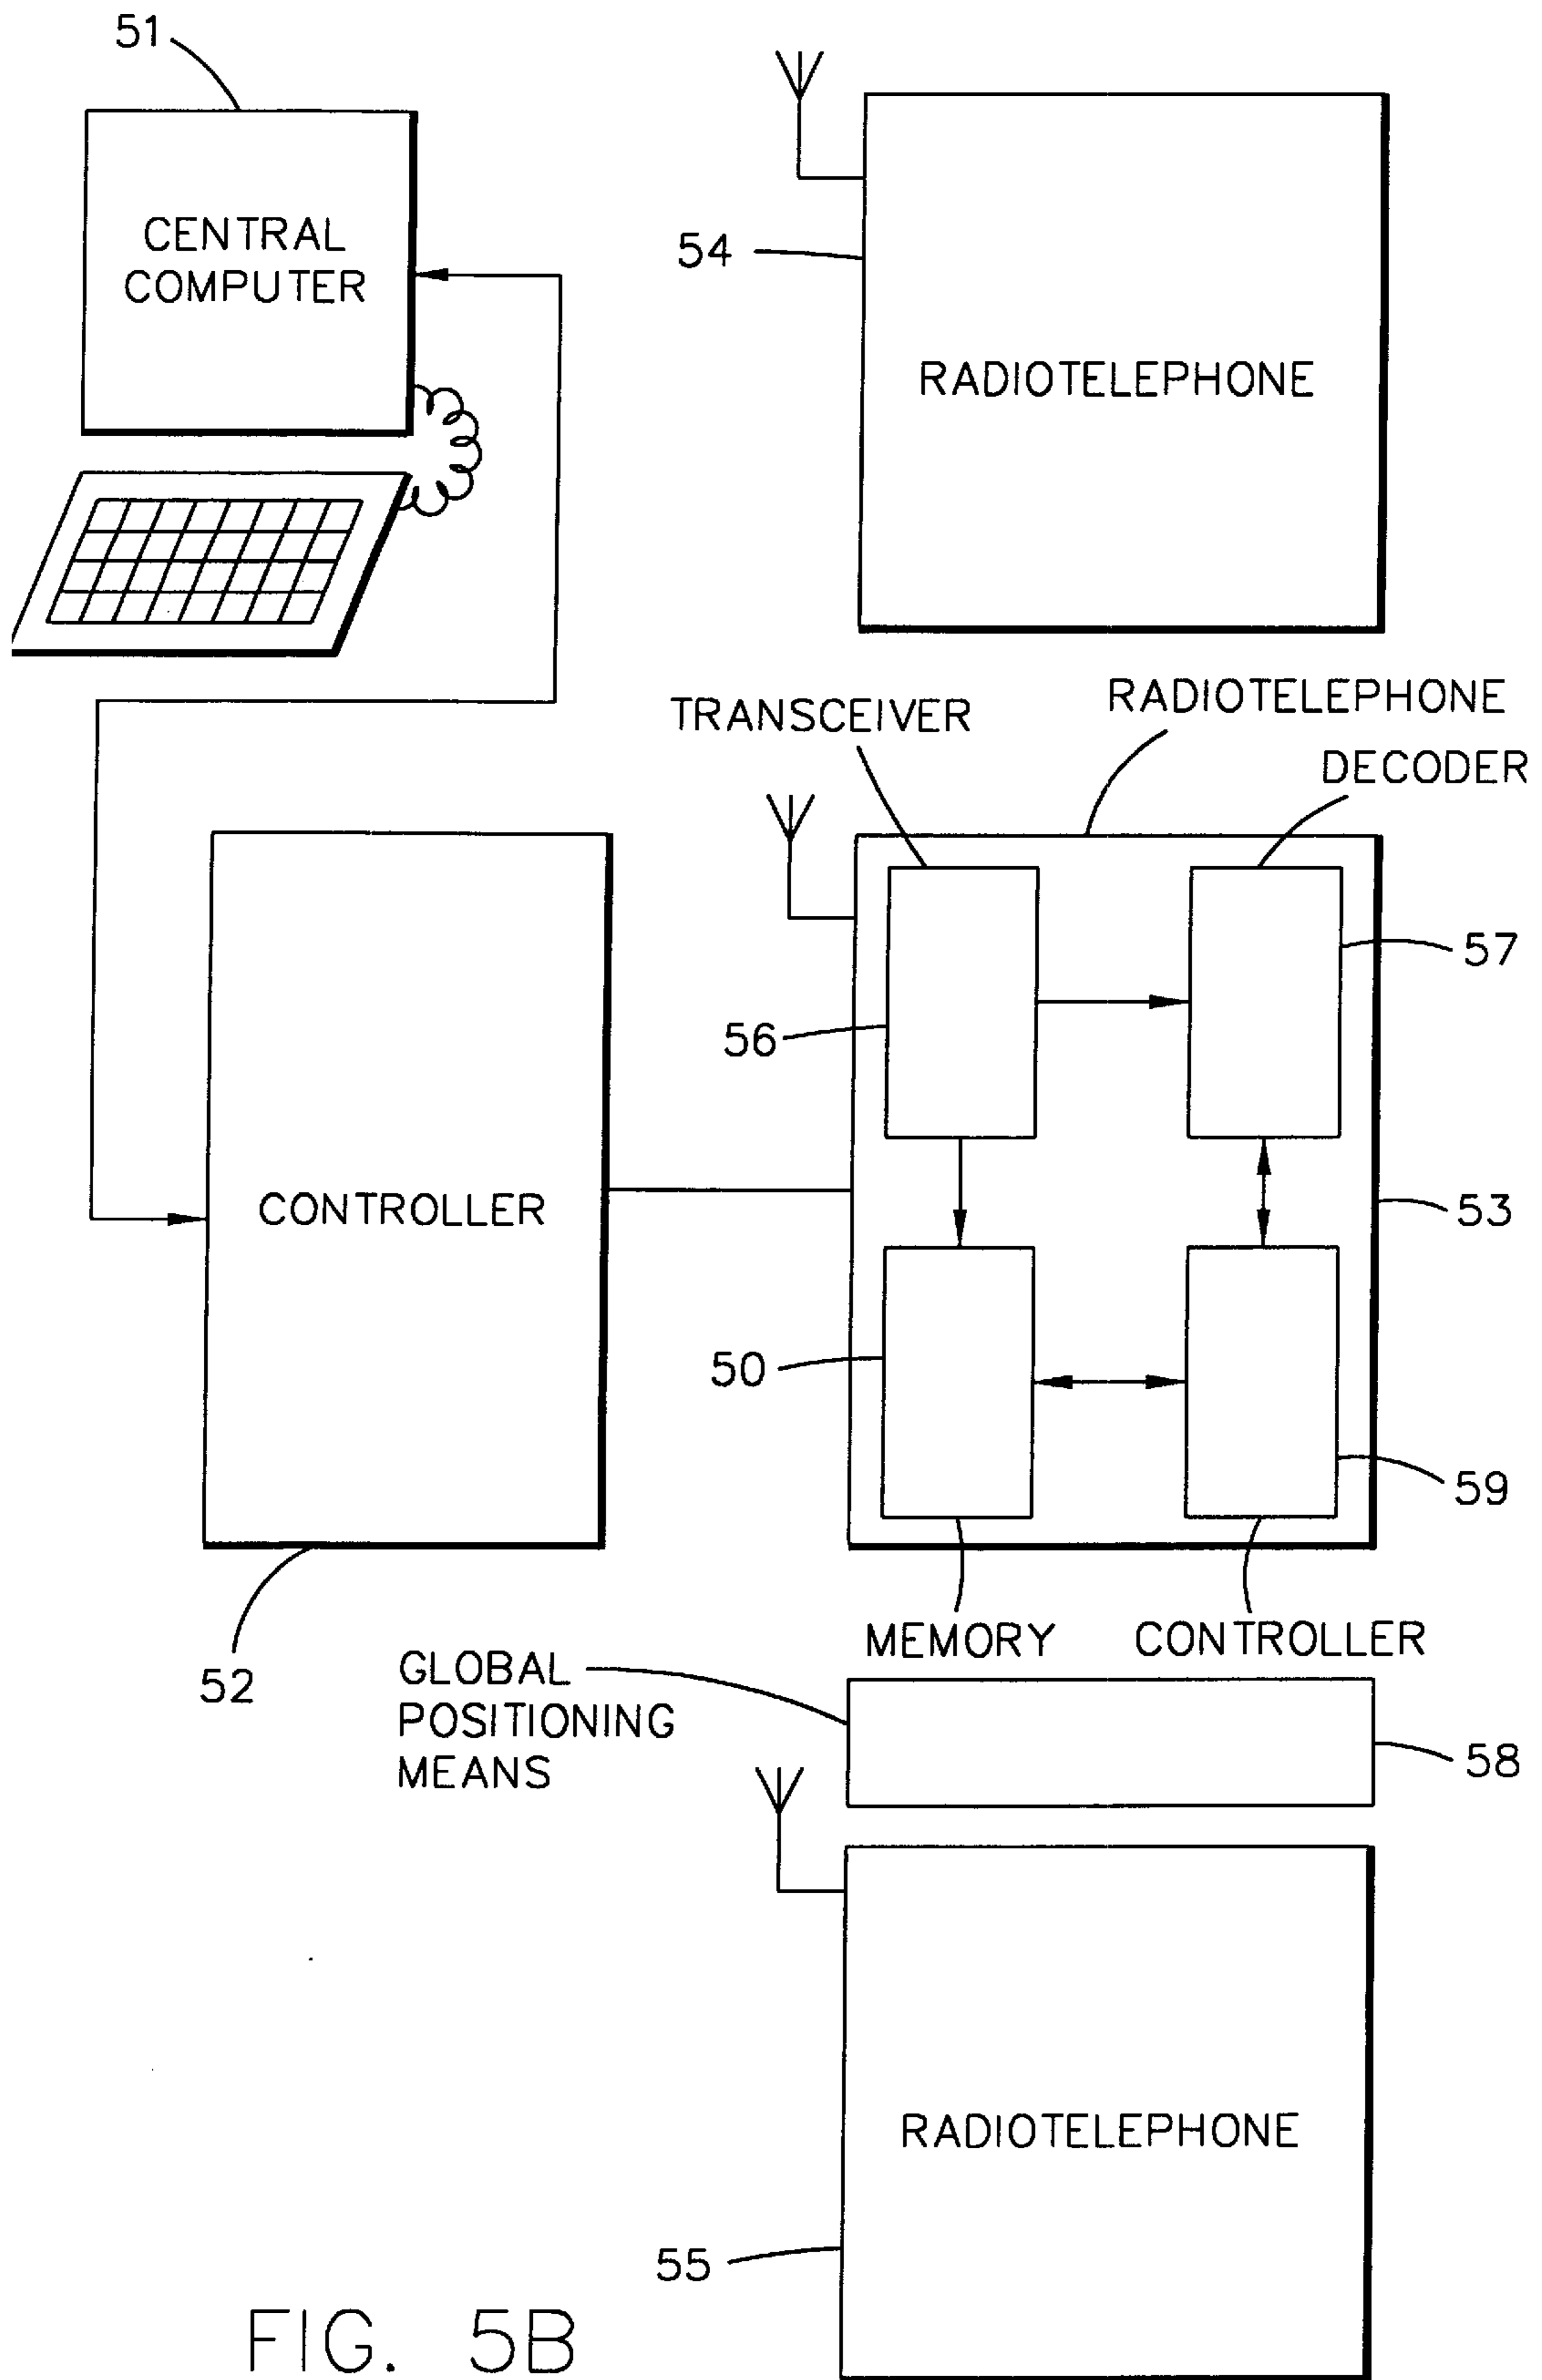 51
CENTRAL
COMPUTER
54
RADIOTELEPHONE
TRANSCEIVER
RADIOTELEPHONE
DECODER
57
56
CONTROLLER
53
50
59
MEMORY
CONTROLLER
52
GLOBAL
POSITIONING
MEANS
58
RADIOTELEPHONE
55
FIG. 5B